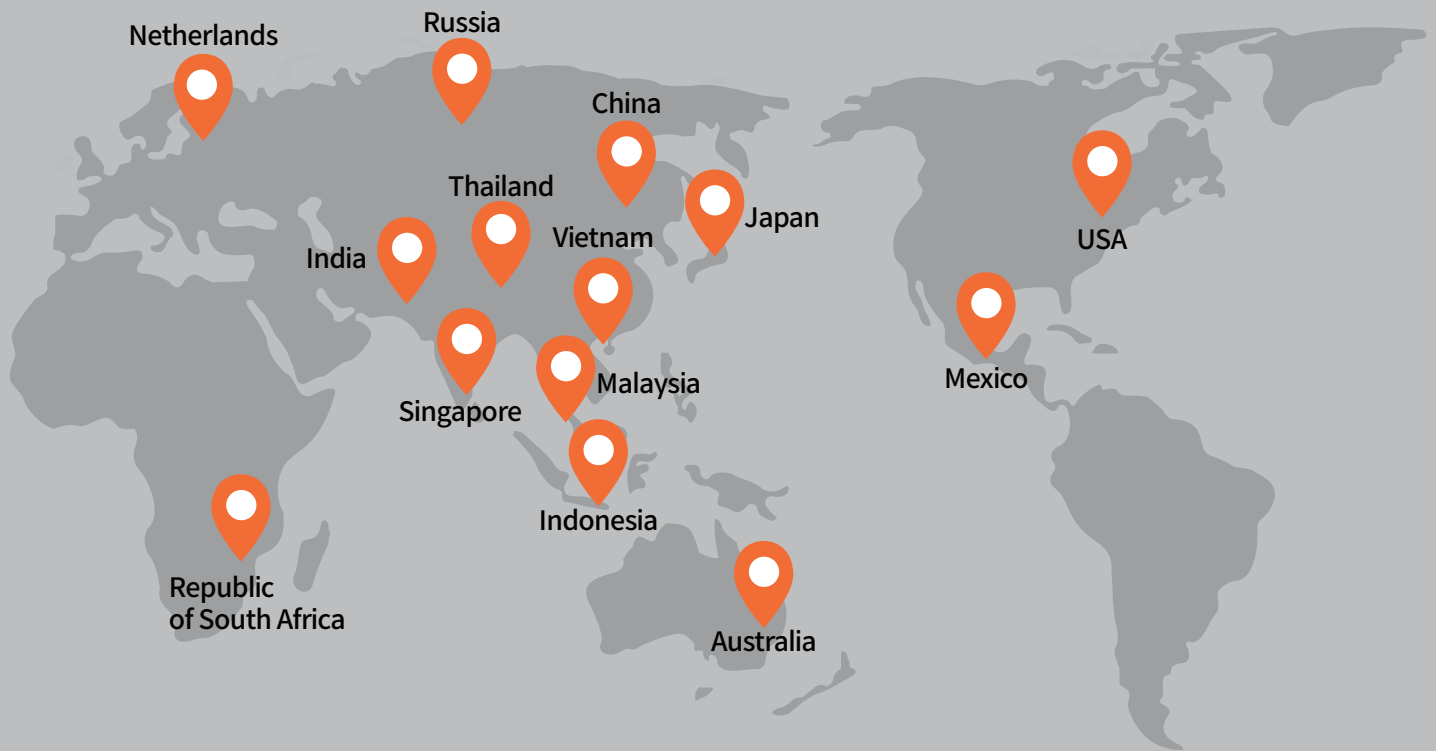 Russia
Netherlands
China
Thailand
Japan
Vietnam
USA
India
Mexico
Malaysia
Singapore
Indonesia
Republic
of South Africa
Australia